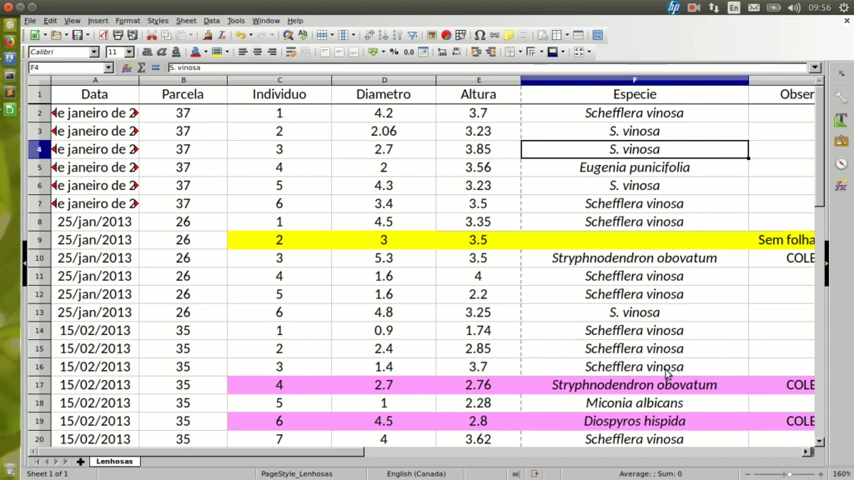 En 09:56
File Edit View Insert Format Styles Sheet Data Tools Window Help
Calibri 11
F4 S. vinosa
A B C D E F
1 Data Parcela Individuo Diametro Altura Especie Obser
2 le janeiro de 2 37 1 4.2 3.7 Schefflera vinosa
3 le janeiro de 2 37 2 2.06 3.23 S. vinosa
4 le janeiro de 2 37 3 2.7 3.85 S. vinosa
5 le janeiro de 2 37 4 2 3.56 Eugenia punicifolia
6 le janeiro de 2 37 5 4.3 3.23 S. vinosa
7 le janeiro de 2 37 6 3.4 3.5 Schefflera vinosa
8 25/jan/2013 26 1 4.5 3.35 Schefflera vinosa
9 25/jan/2013 26 2 3 3.5 Sem folha
10 25/jan/2013 26 3 5.3 3.5 Stryphnodendron obovatum COLE
11 25/jan/2013 26 4 1.6 4 Schefflera vinosa
12 25/jan/2013 26 5 1.6 2.2 Schefflera vinosa
13 25/jan/2013 26 6 4.8 3.25 S. vinosa
14 15/02/2013 35 1 0.9 1.74 Schefflera vinosa
15 15/02/2013 35 2 2.4 2.85 Schefflera vinosa
16 15/02/2013 35 3 1.4 3.7 Schefflera vinosa
17 15/02/2013 35 4 2.7 2.76 Stryphnodendron obovatum COLE
18 15/02/2013 35 5 1 2.28 Miconia albicans
19 15/02/2013 35 6 4.5 2.8 Diospyros hispida COLE
20 15/02/2013 35 7 4 3.62 Schefflera vinosa
Lenhosas
Sheet 1 of 1 PageStyle_Lenhosas English (Canada) Average: ; Sum: 0 160%